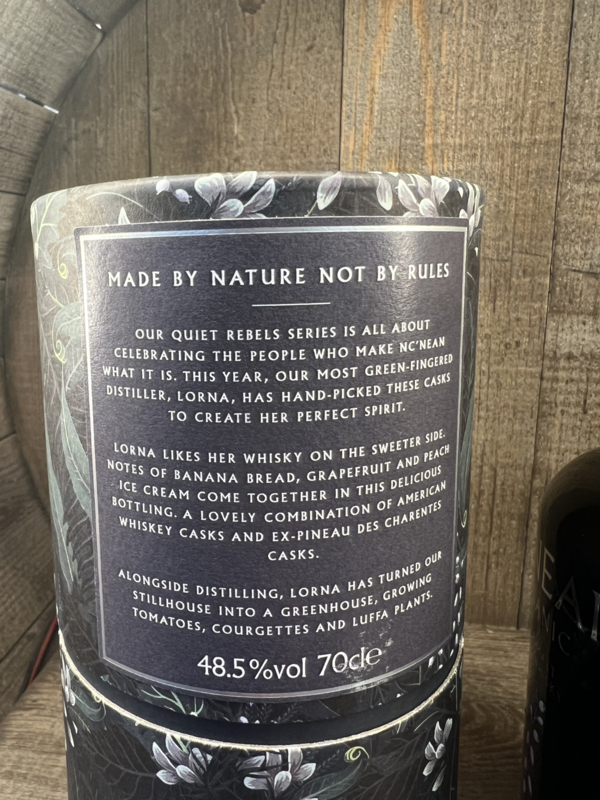 MADE BY NATURE NOT BY RULES
OUR QUIET REBELS SERIES IS ALL ABOUT
CELEBRATING THE PEOPLE WHO MAKE NC'NEAN
WHAT IT IS. THIS YEAR, OUR MOST GREEN-FINGERED
DISTILLER, LORNA, HAS HAND-PICKED THESE CASKS
TO CREATE HER PERFECT SPIRIT.
LORNA LIKES HER WHISKY ON THE SWEETER SIDE.
NOTES OF BANANA BREAD, GRAPEFRUIT AND PEACH
ICE CREAM COME TOGETHER IN THIS DELICIOUS
BOTTLING. A LOVELY COMBINATION OF AMERICAN
WHISKEY CASKS AND EX-PINEAU DES CHARENTES
CASKS.
ALONGSIDE DISTILLING, LORNA HAS TURNED OUR
STILLHOUSE INTO A GREENHOUSE, GROWING
TOMATOES, COURGETTES AND LUFFA PLANTS.
48.5%vol 70cle